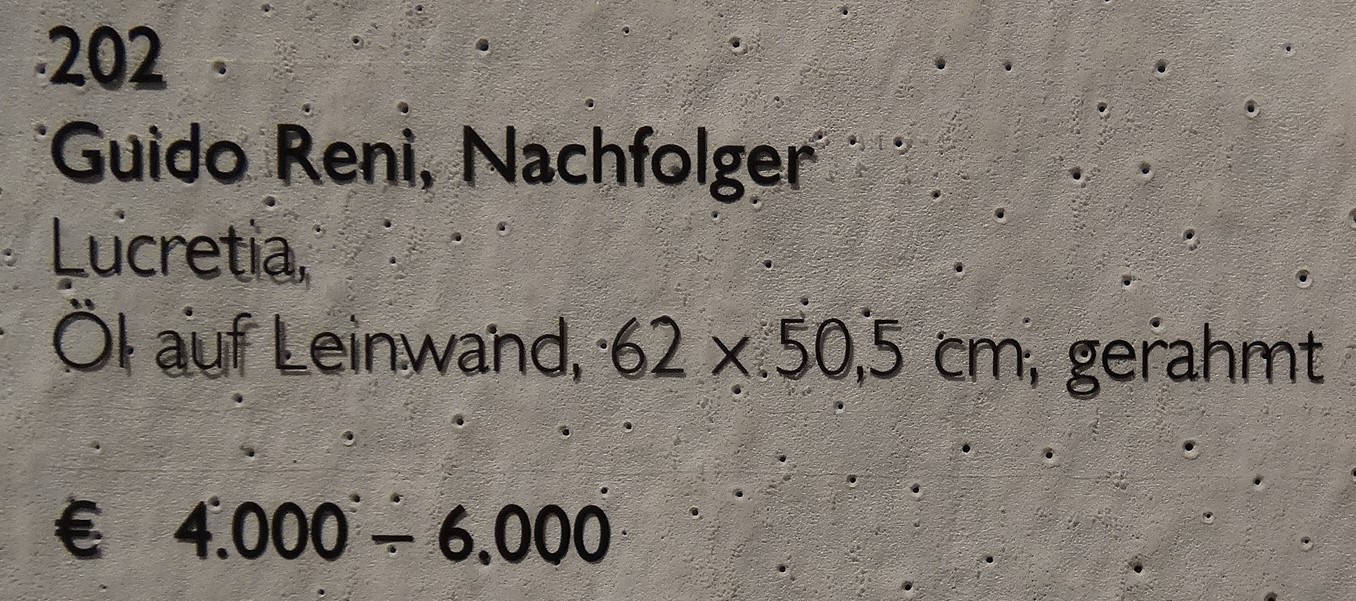 202
Guido Reni, Nachfolger
Lucretia,
Öl auf Leinwand, 62 x 50,5 cm, gerahmt
€ 4.000 – 6.000